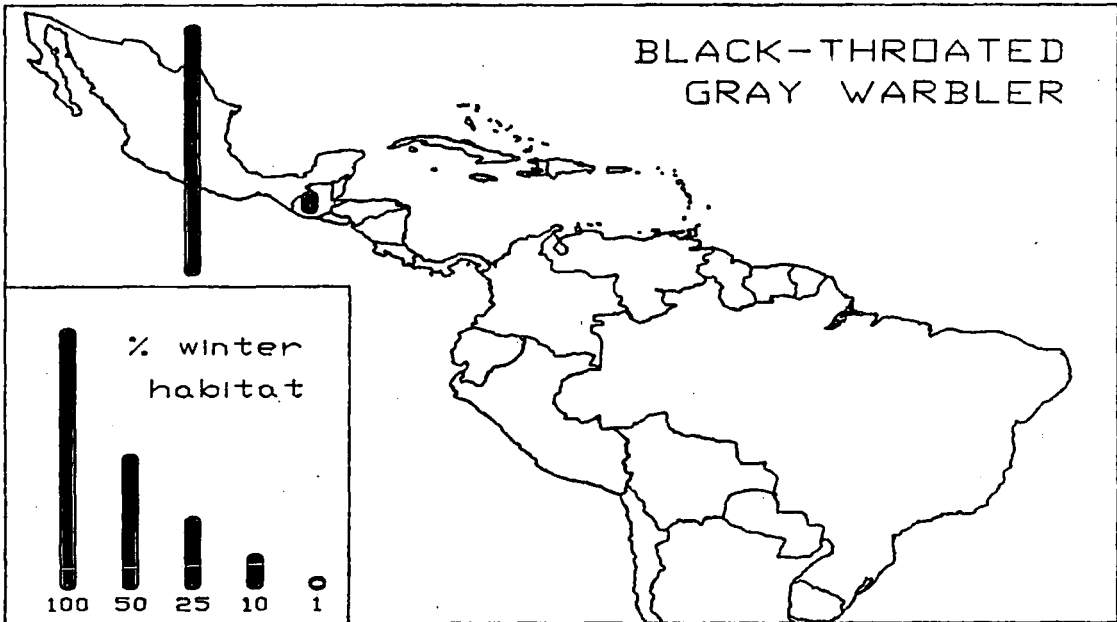 BLACK-THROATED
GRAY WARBLER
% winter
habitat
100 50 25 10 1